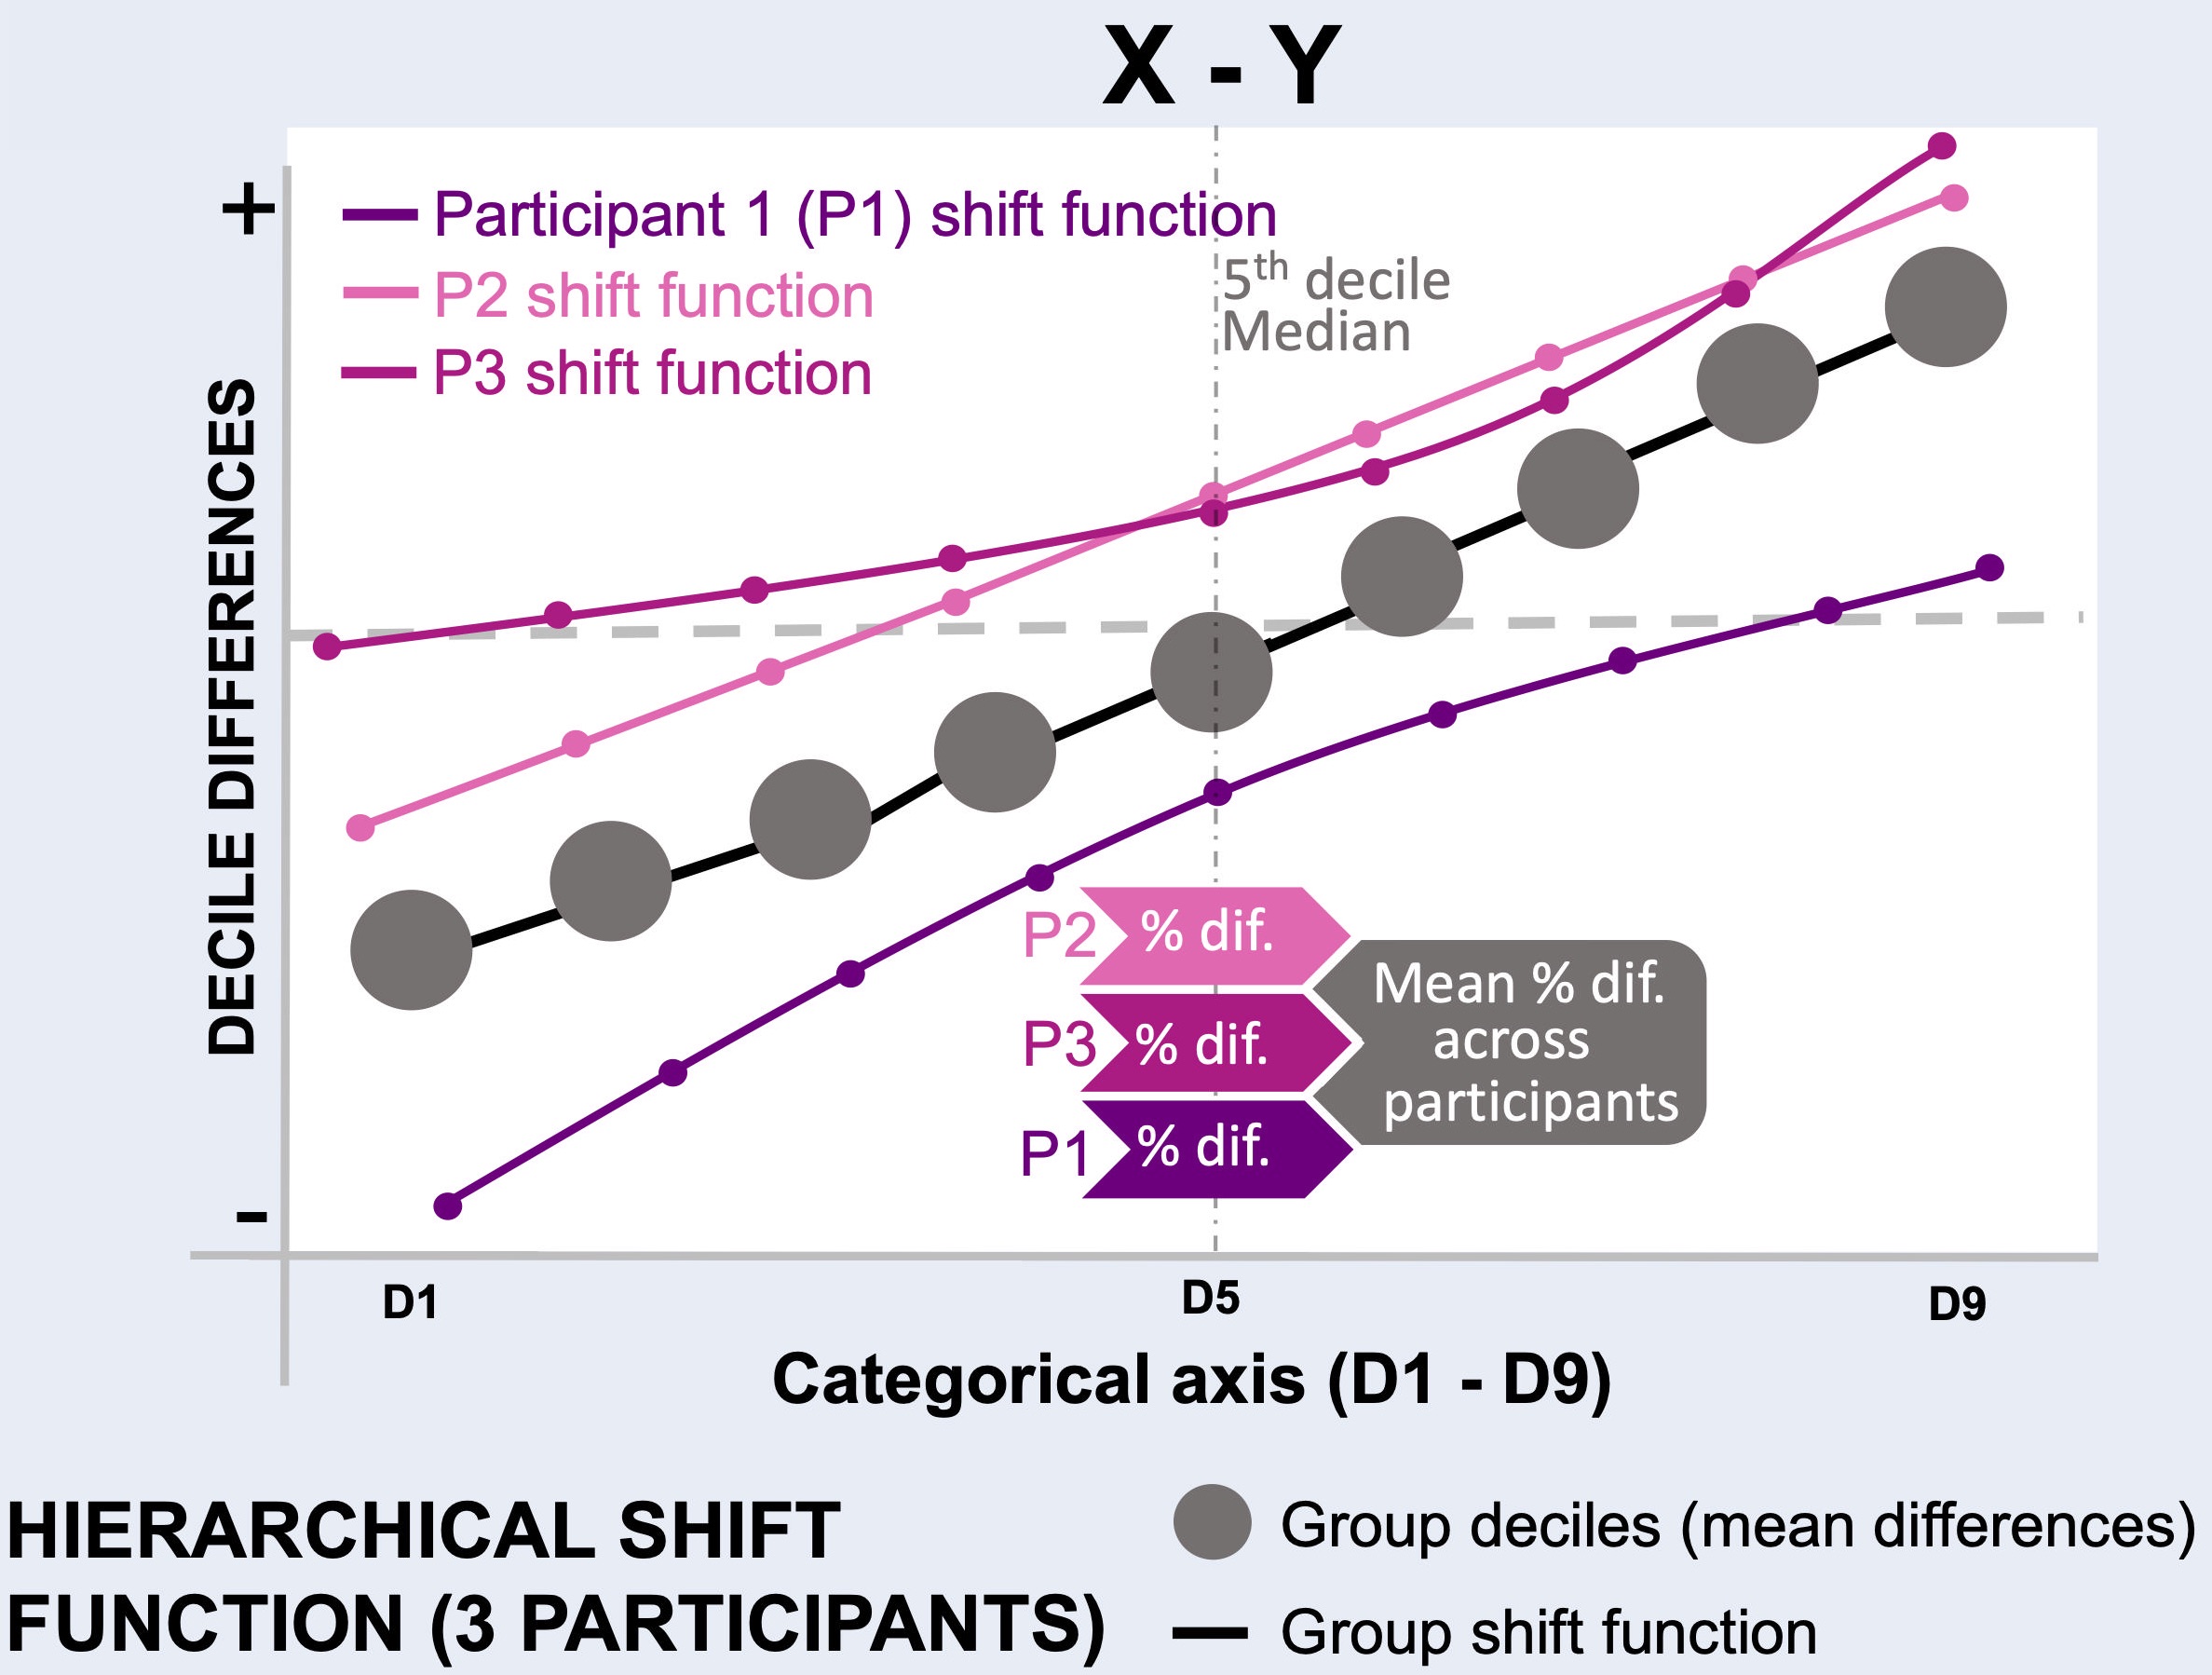 X - Y
+
Participant 1 (P1) shift function
P2 shift function
P3 shift function
5th decile
Median
DECILE DIFFERENCES
P2 % dif.
P3 % dif.
P1 % dif.
Mean % dif.
across
participants
-
D1 D5 D9
Categorical axis (D1 - D9)
HIERARCHICAL SHIFT
FUNCTION (3 PARTICIPANTS)
Group deciles (mean differences)
Group shift function